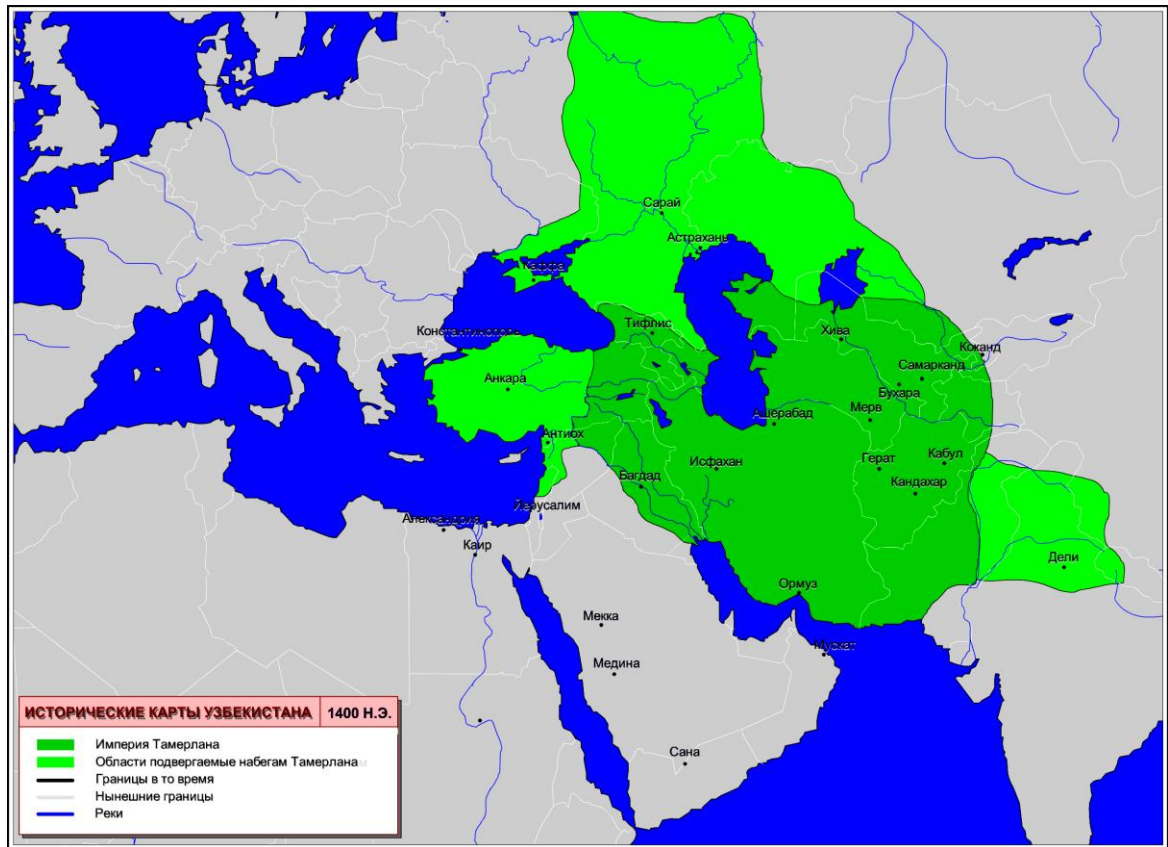 Сарай
Астрахань
Каффа
Константинополь
Тифлис
Хива
Коканд
Самарканд
Бухара
Анкара
Мерв
Ашерабад
Антиох
Исфахан
Герат
Кабул
Багдад
Кандахар
Йерусалим
Александрия
Каир
Дели
Ормуз
Мекка
Мускат
Медина
Сана
ИСТОРИЧЕСКИЕ КАРТЫ УЗБЕКИСТАНА 1400 Н.Э.
Империя Тамерлана
Области подвергаемые набегам Тамерлана
Границы в то время
Нынешние границы
Реки